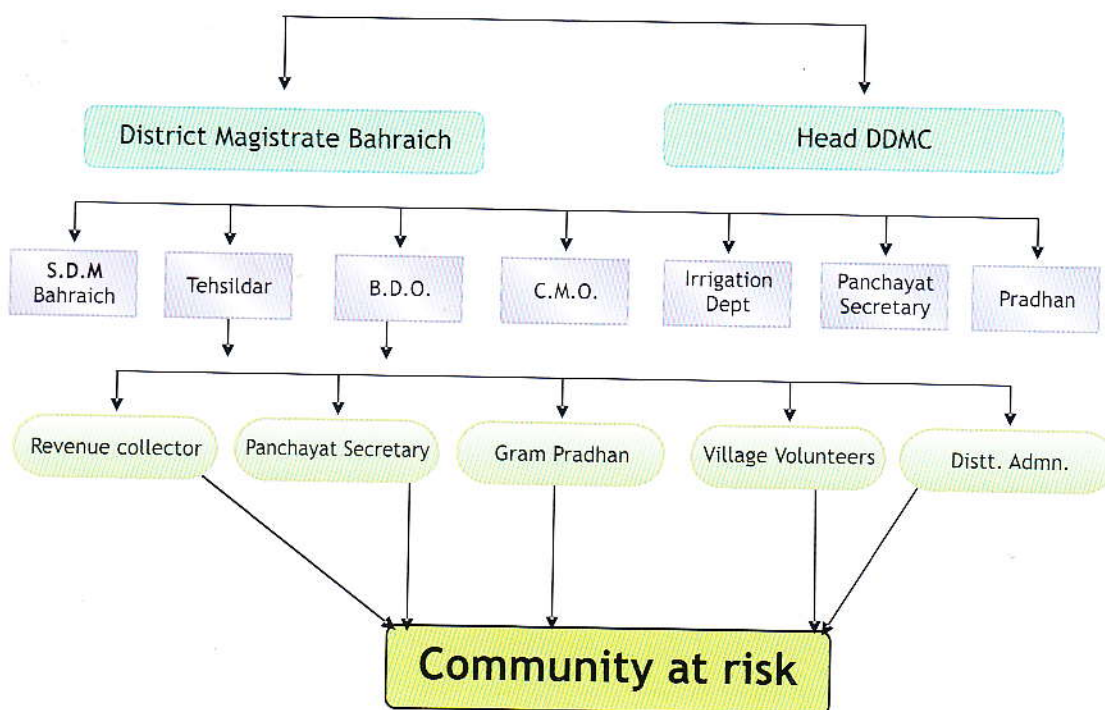 District Magistrate Bahraich
Head DDMC
S.D.M
Bahraich
Tehsildar
B.D.O.
C.M.O.
Irrigation
Dept
Panchayat
Secretary
Pradhan
Revenue collector
Panchayat Secretary
Gram Pradhan
Village Volunteers
Distt. Admn.
Community at risk